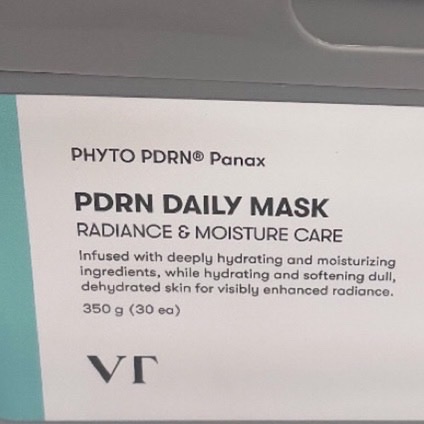 PHYTO PDRN® Panax
PDRN DAILY MASK
RADIANCE & MOISTURE CARE
Infused with deeply hydrating and moisturizing
ingredients, while hydrating and softening dull,
dehydrated skin for visibly enhanced radiance.
350 g (30 ea)
VT